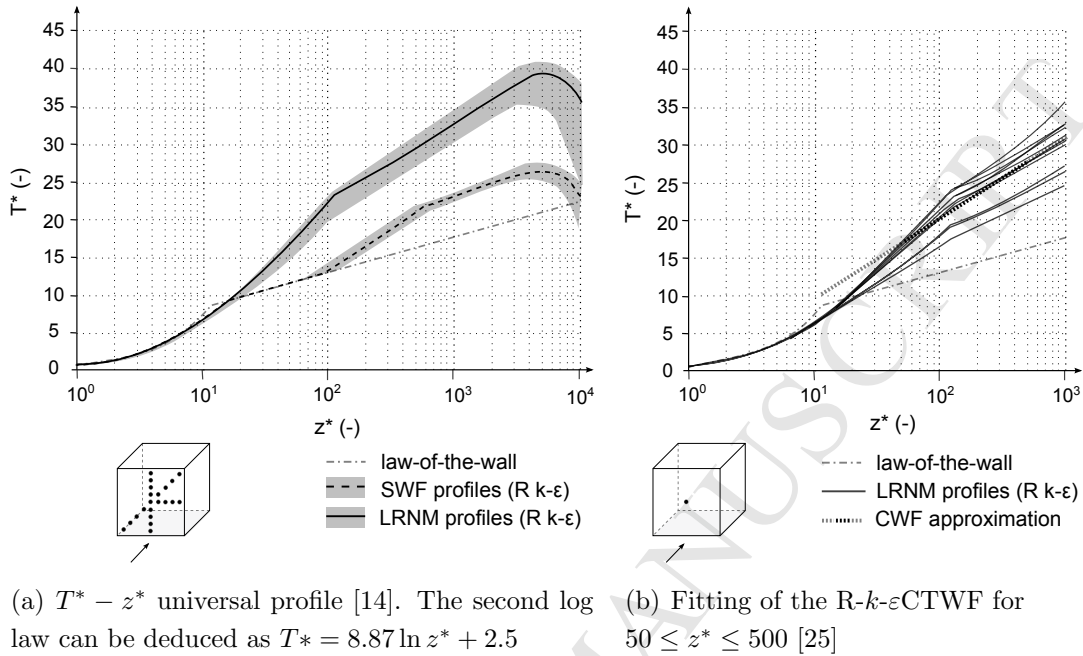 45
40
35
30
25
20
15
10
5
0
T* (-)
10^0
10^1
10^2
10^3
10^4
z* (-)
law-of-the-wall
SWF profiles (R k-ε)
LRNM profiles (R k-ε)
(a) T* − z* universal profile [14]. The second log
law can be deduced as T* = 8.87 ln z* + 2.5
45
40
35
30
25
20
15
10
5
0
T* (-)
10^0
10^1
10^2
10^3
z* (-)
law-of-the-wall
LRNM profiles (R k-ε)
CWF approximation
(b) Fitting of the R-k-εCTWF for
50 ≤ z* ≤ 500 [25]
MANUSCRIPT